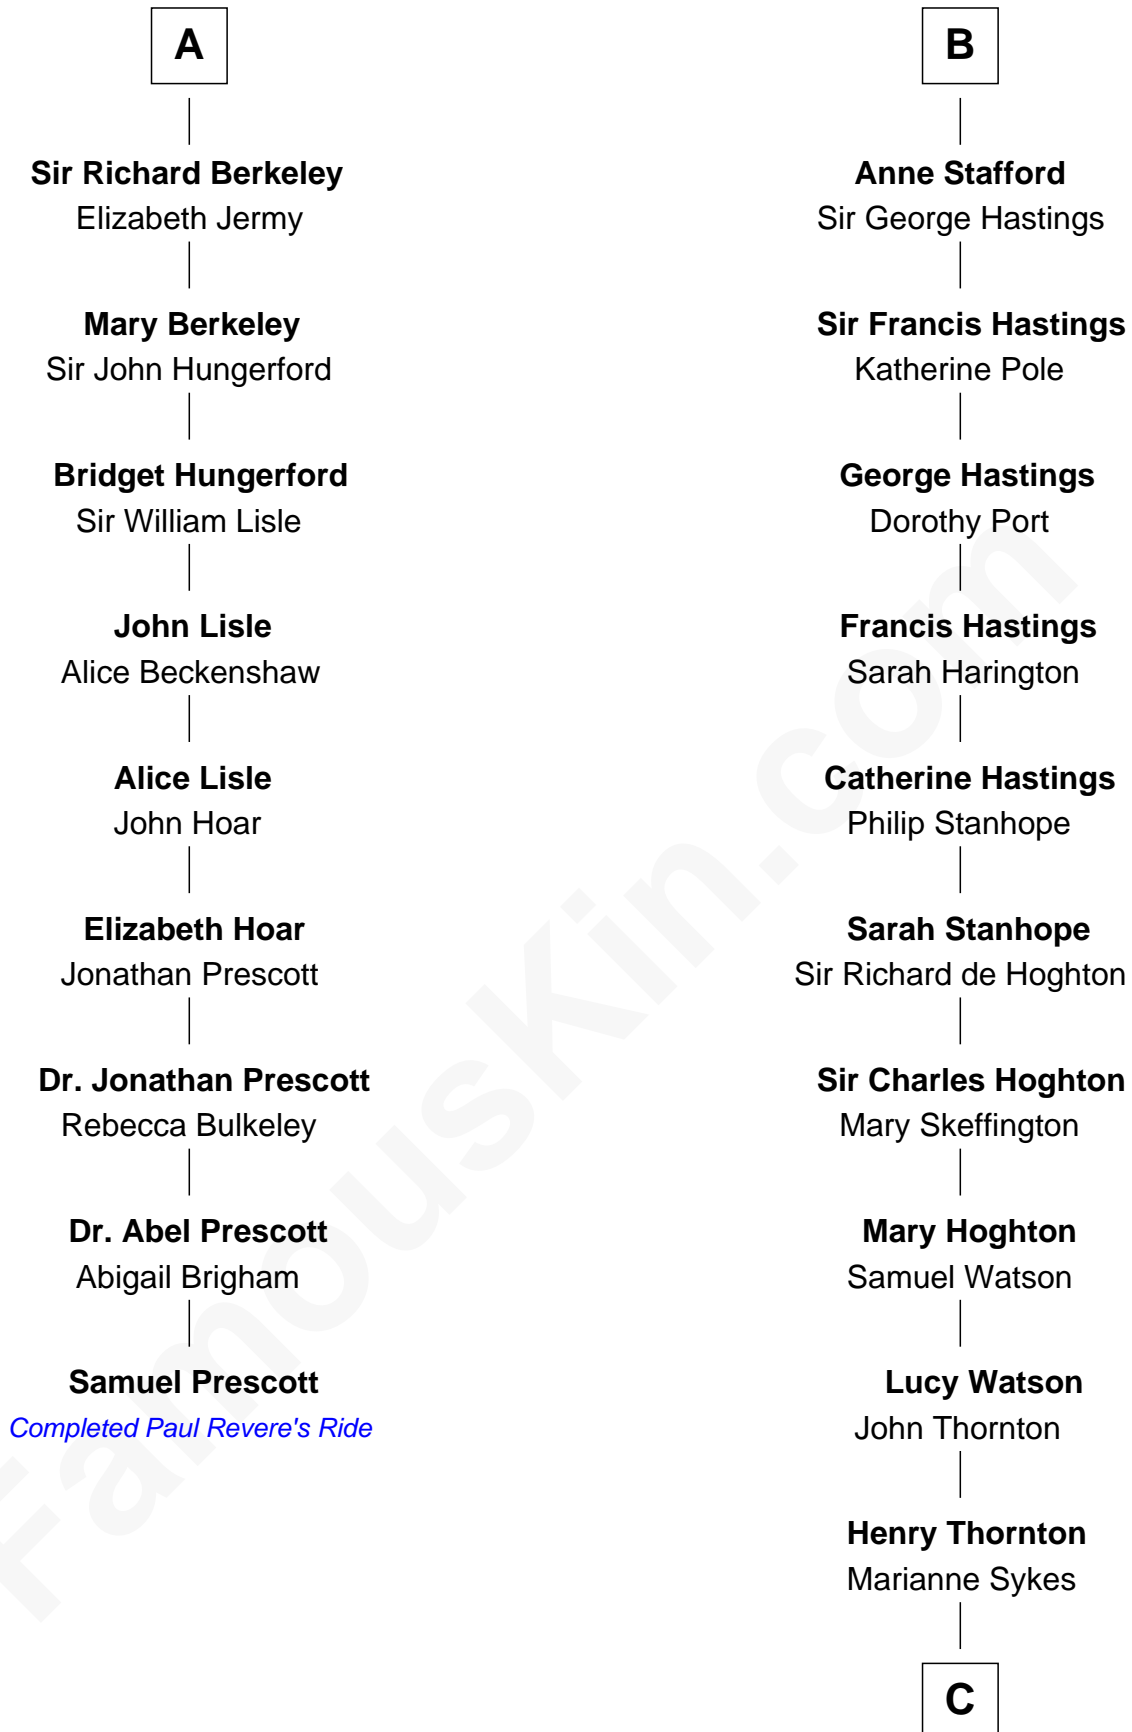 A
Sir Richard Berkeley
Elizabeth Jermy
Mary Berkeley
Sir John Hungerford
Bridget Hungerford
Sir William Lisle
John Lisle
Alice Beckenshaw
Alice Lisle
John Hoar
Elizabeth Hoar
Jonathan Prescott
Dr. Jonathan Prescott
Rebecca Bulkeley
Dr. Abel Prescott
Abigail Brigham
Samuel Prescott
Completed Paul Revere's Ride
B
Anne Stafford
Sir George Hastings
Sir Francis Hastings
Katherine Pole
George Hastings
Dorothy Port
Francis Hastings
Sarah Harington
Catherine Hastings
Philip Stanhope
Sarah Stanhope
Sir Richard de Hoghton
Sir Charles Hoghton
Mary Skeffington
Mary Hoghton
Samuel Watson
Lucy Watson
John Thornton
Henry Thornton
Marianne Sykes
C
FamousKin.com